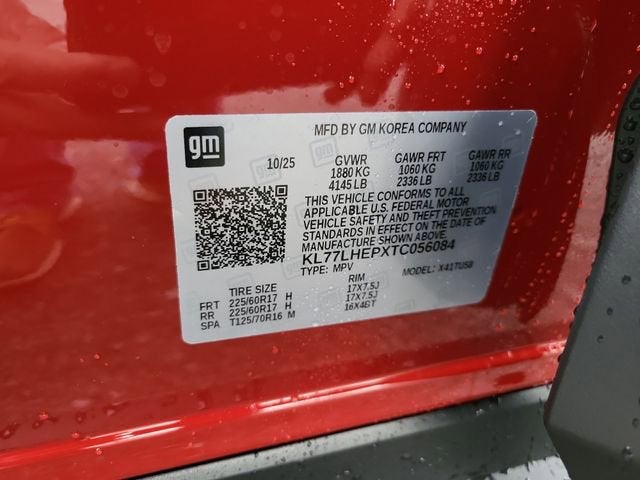 gm
MFD BY GM KOREA COMPANY
10/25 GVWR GAWR FRT GAWR RR
1880 KG 1060 KG 1060 KG
4145 LB 2336 LB 2336 LB
THIS VEHICLE CONFORMS TO ALL
APPLICABLE U.S. FEDERAL MOTOR
VEHICLE SAFETY AND THEFT PREVENTION
STANDARDS IN EFFECT ON THE DATE OF
MANUFACTURE SHOWN ABOVE.
KL77LHEPXTC056084
TYPE: MPV MODEL: X41TU58
TIRE SIZE RIM
FRT 225/60R17 H 17X7.5J
RR 225/60R17 H 17X7.5J
SPA T125/70R16 M 16X4BT